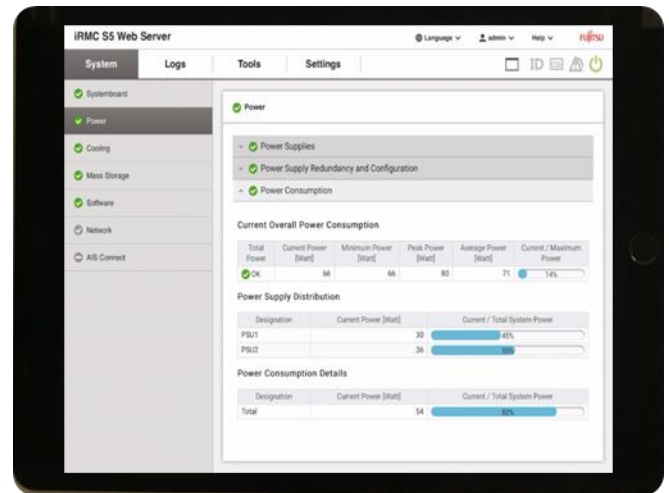 iRMC S5 Web Server
Language admin Help FUJITSU
System Logs Tools Settings ID
Systemboard
Power
Cooling
Mass Storage
Software
Network
AIS Connect
Power
Power Supplies
Power Supply Redundancy and Configuration
Power Consumption
Current Overall Power Consumption
Total Power Current Power [Watt] Minimum Power [Watt] Peak Power [Watt] Average Power [Watt] Current / Maximum Power
OK 66 66 80 71 14%
Power Supply Distribution
Designation Current Power [Watt] Current / Total System Power
PSU1 30 45%
PSU2 36
Power Consumption Details
Designation Current Power [Watt] Current / Total System Power
Total 54 82%